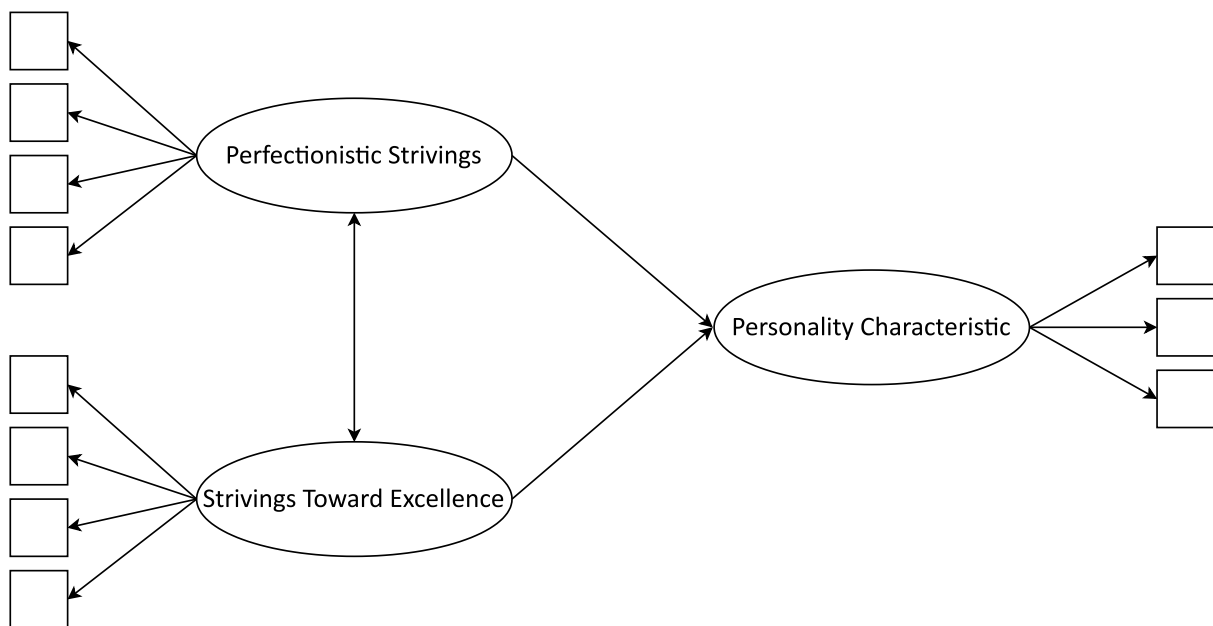 Perfectionistic Strivings
Personality Characteristic
Strivings Toward Excellence